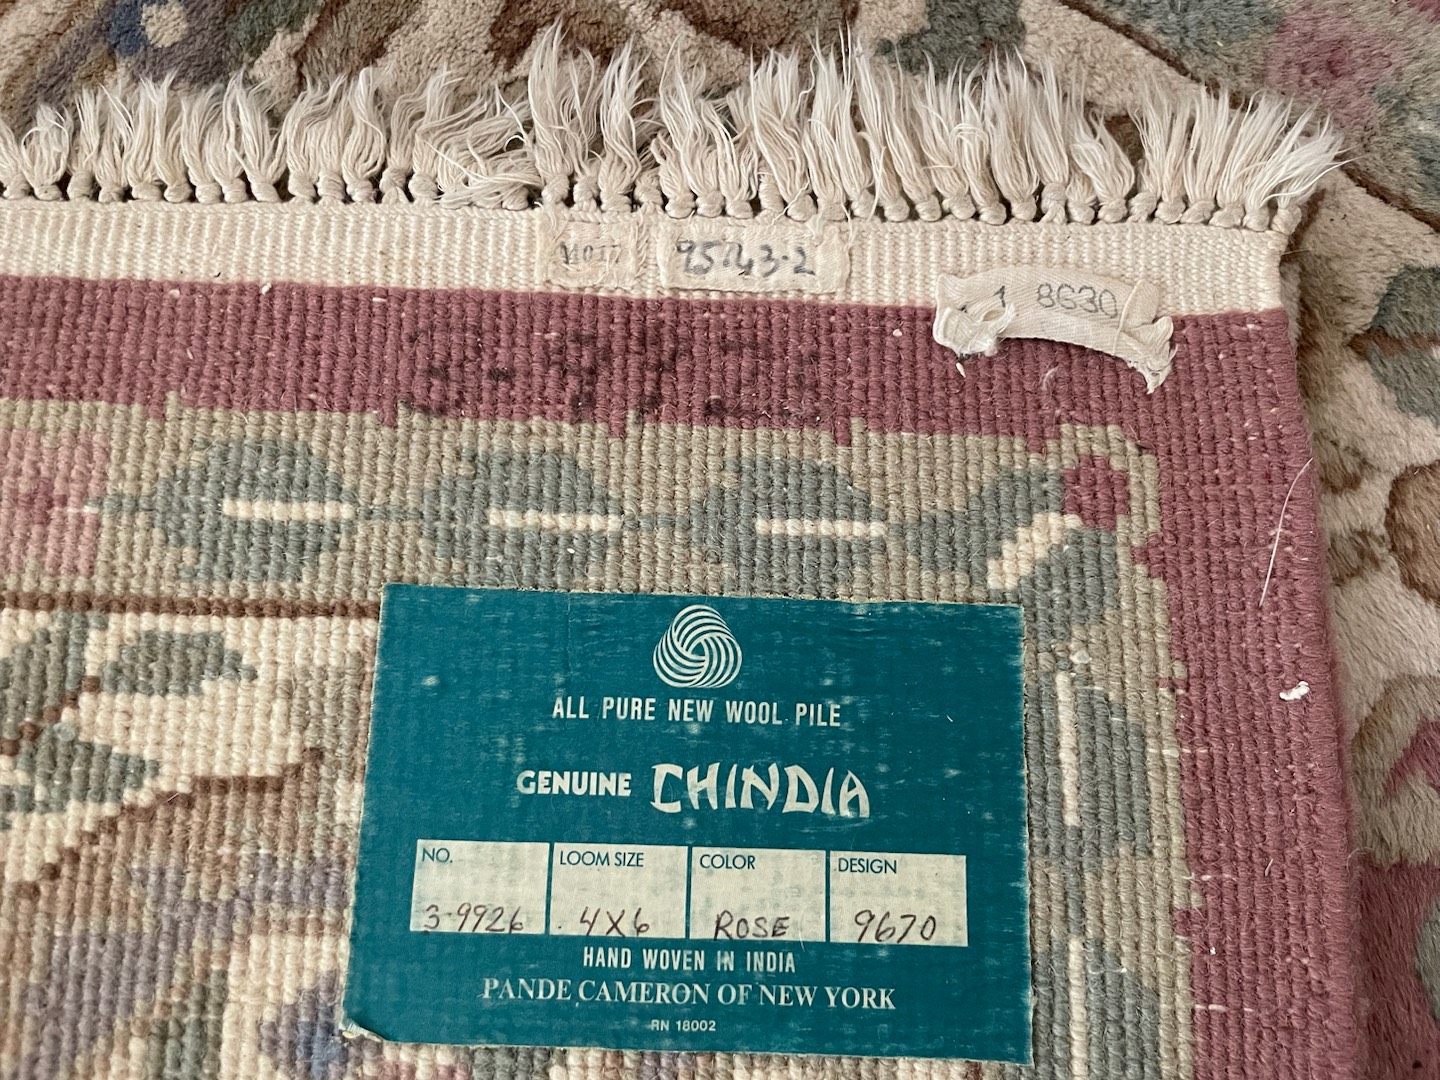 95743-2
8630
ALL PURE NEW WOOL PILE
GENUINE CHINDIA
NO. LOOM SIZE COLOR DESIGN
3-9926 4X6 ROSE 9670
HAND WOVEN IN INDIA
PANDE CAMERON OF NEW YORK
RN 18002